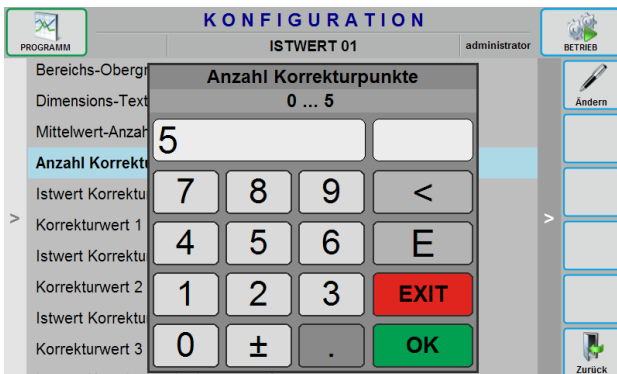 KONFIGURATION
PROGRAMM
ISTWERT 01
administrator
BETRIEB
Bereichs-Obergr
Dimensions-Text
Mittelwert-Anzah
Anzahl Korrektu
Istwert Korrektu
Korrekturwert 1
Istwert Korrektu
Korrekturwert 2
Istwert Korrektu
Korrekturwert 3
>
Anzahl Korrekturpunkte
0 ... 5
5
7 8 9 <
4 5 6 E
1 2 3 EXIT
0 ± . OK
>
Ändern
Zurück